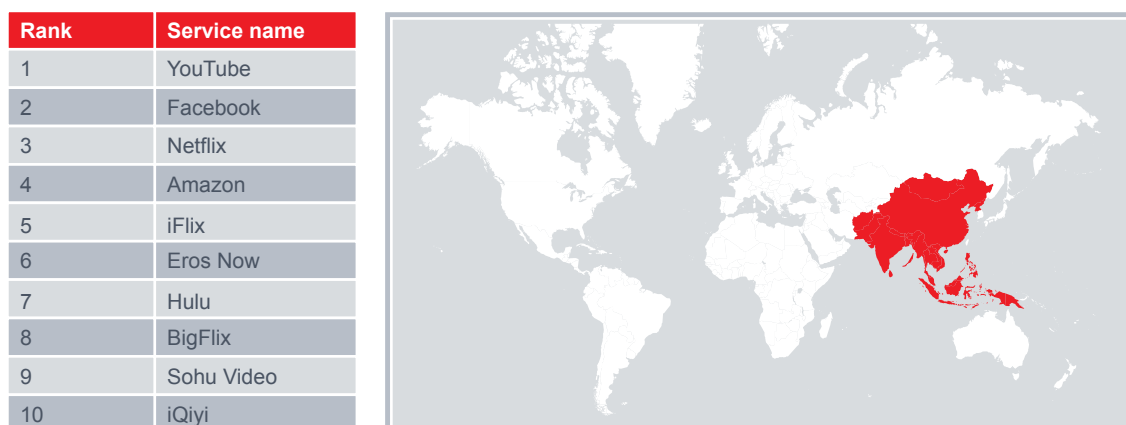 Rank Service name
1 YouTube
2 Facebook
3 Netflix
4 Amazon
5 iFlix
6 Eros Now
7 Hulu
8 BigFlix
9 Sohu Video
10 iQiyi